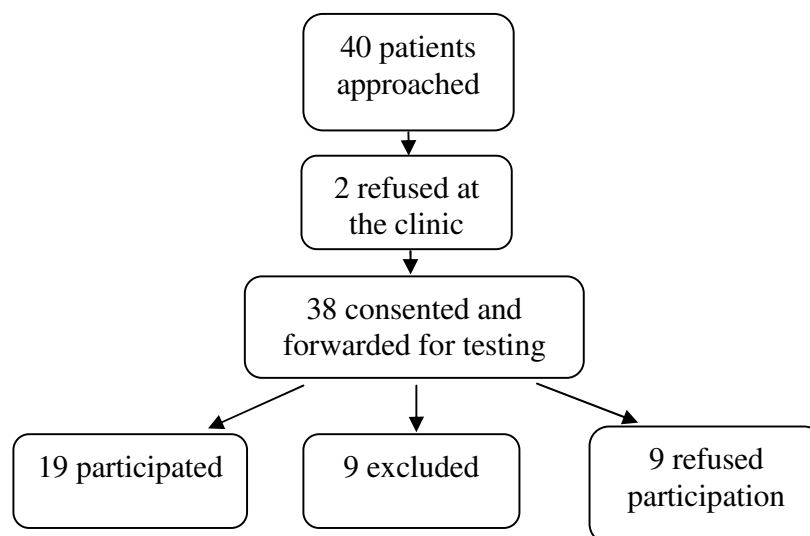 40 patients
approached
2 refused at
the clinic
38 consented and
forwarded for testing
19 participated
9 excluded
9 refused
participation